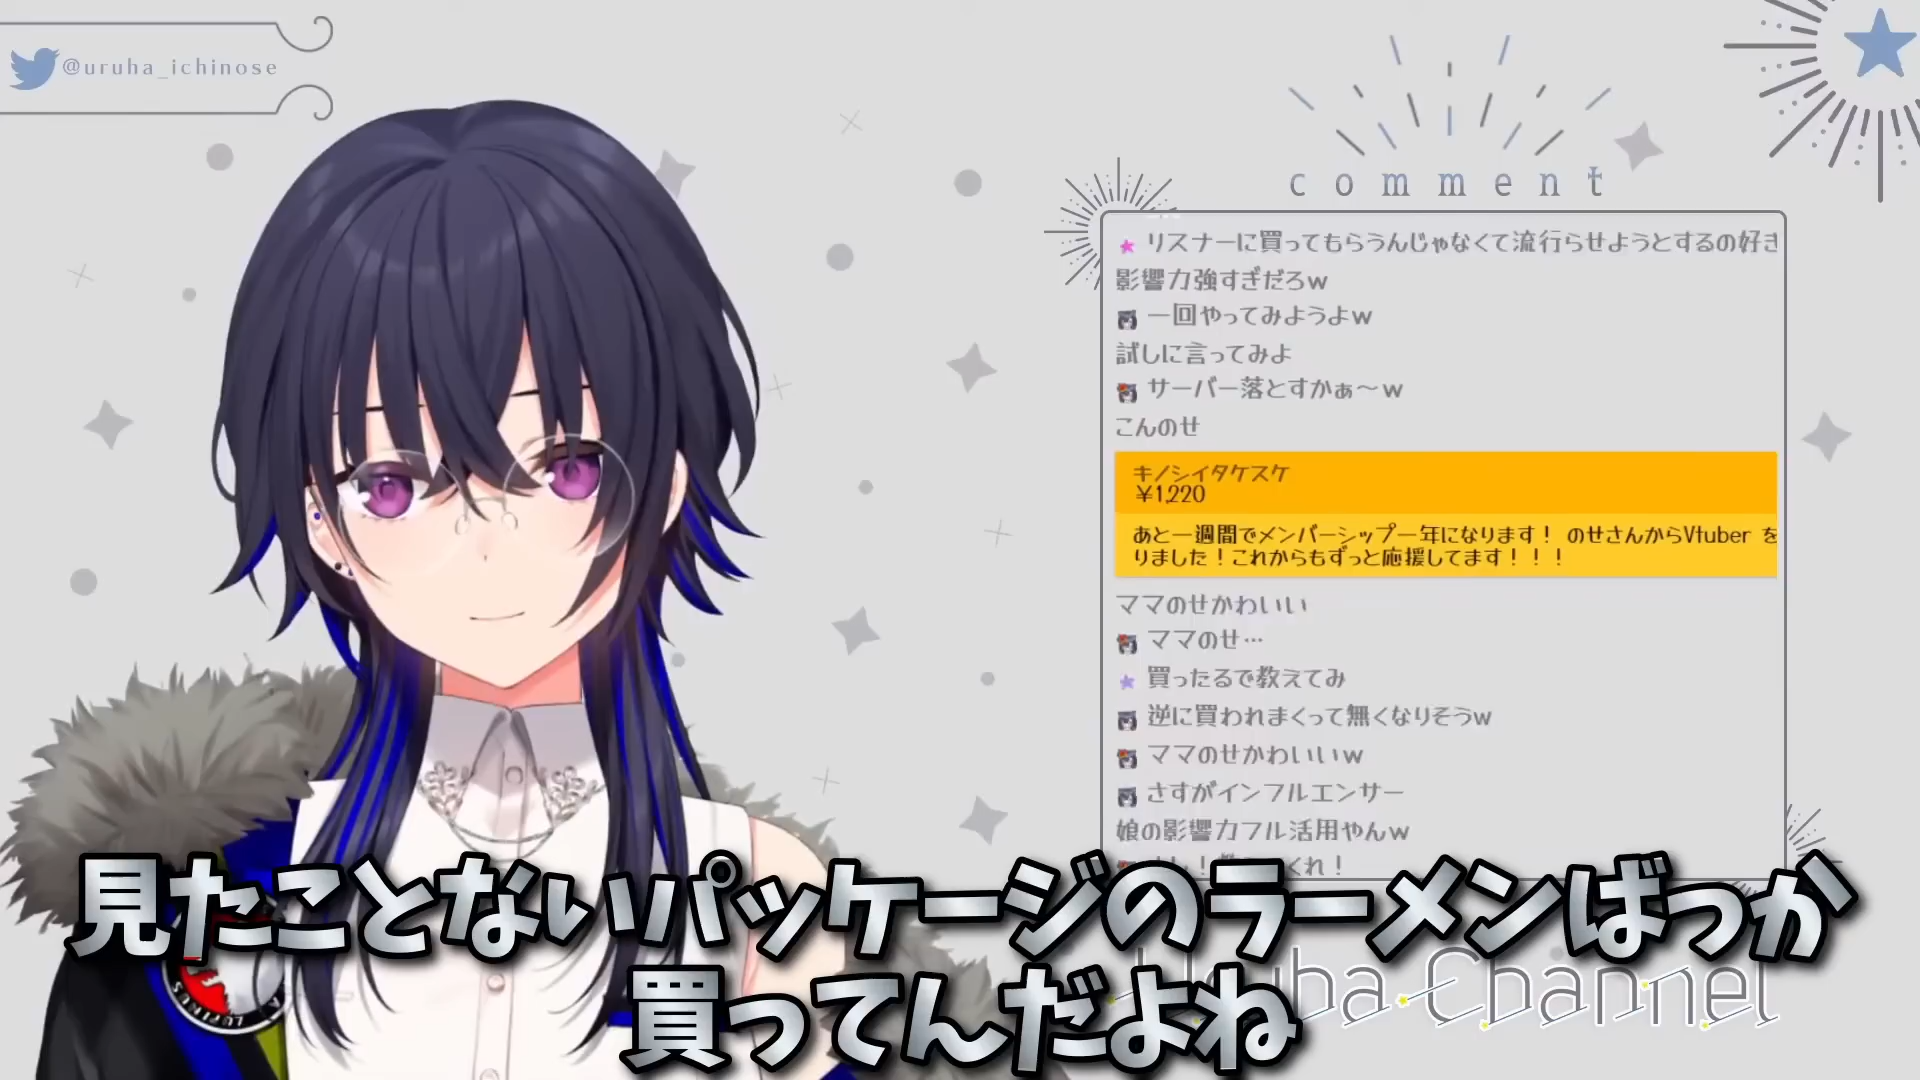 @uruha_ichinose
comment
リスナーに買ってもらうんじゃなくて流行らせようとするの好き
影響力強すぎだろw
一回やってみようよw
試しに言ってみよ
サーバー落とすかぁ～w
こんのせ
キノシイタケスケ
¥1,220
あと一週間でメンバーシップ一年になります！ のせさんからVtuber を
りました！これからもずっと応援してます！！！
ママのせかわいい
ママのせ…
買ったるで教えてみ
逆に買われまくって無くなりそうw
ママのせかわいいw
さすがインフルエンサー
娘の影響力フル活用やんw
くれ！
見たことないパッケージのラーメンばっか
買ってんだよね
Uruha Channel
LUPINUS